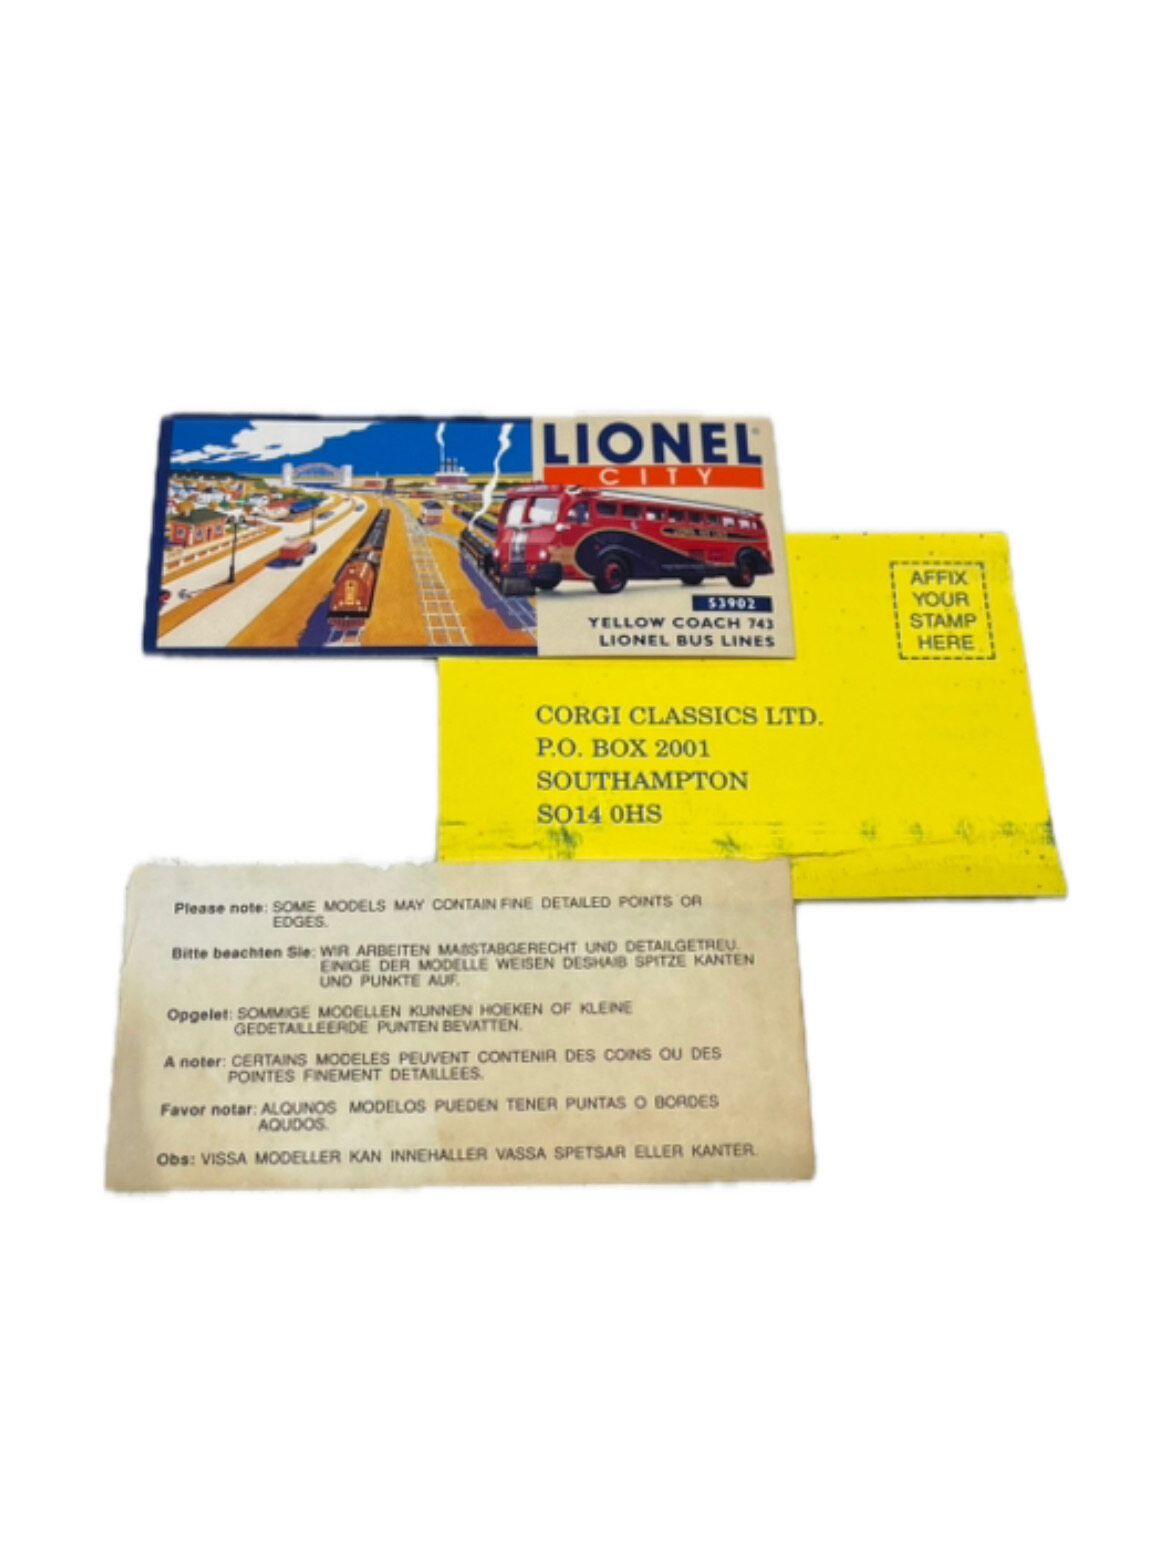 LIONEL®
CITY
53902
YELLOW COACH 743
LIONEL BUS LINES
AFFIX
YOUR
STAMP
HERE
CORGI CLASSICS LTD.
P.O. BOX 2001
SOUTHAMPTON
SO14 0HS
Please note: SOME MODELS MAY CONTAIN FINE DETAILED POINTS OR
EDGES.
Bitte beachten Sie: WIR ARBEITEN MAßSTABGERECHT UND DETAILGETREU.
EINIGE DER MODELLE WEISEN DESHAIB SPITZE KANTEN
UND PUNKTE AUF.
Opgelet: SOMMIGE MODELLEN KUNNEN HOEKEN OF KLEINE
GEDETAILLEERDE PUNTEN BEVATTEN.
A noter: CERTAINS MODELES PEUVENT CONTENIR DES COINS OU DES
POINTES FINEMENT DETAILLEES.
Favor notar: ALQUNOS MODELOS PUEDEN TENER PUNTAS O BORDES
AQUDOS.
Obs: VISSA MODELLER KAN INNEHALLER VASSA SPETSAR ELLER KANTER.